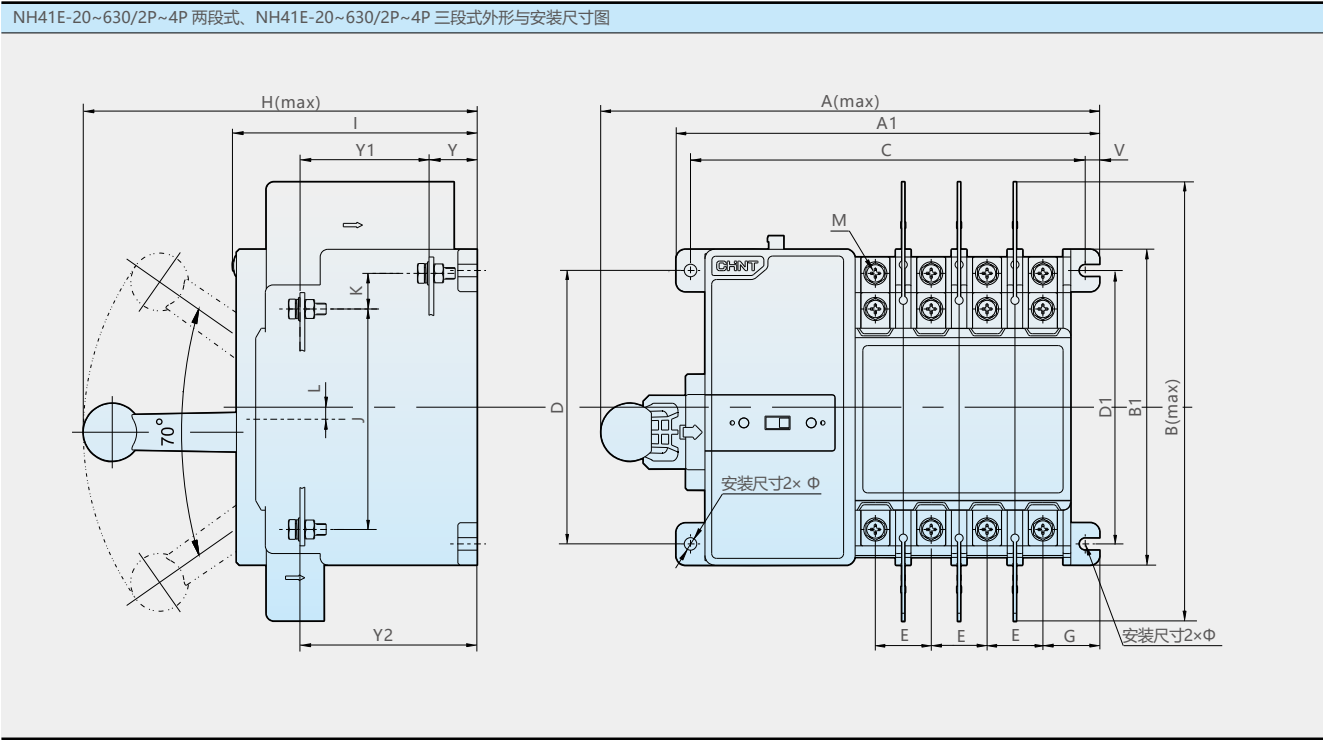 NH41E-20~630/2P~4P 两段式、NH41E-20~630/2P~4P 三段式外形与安装尺寸图
H(max)
I
Y1
Y
K
L
J
70°
Y2
A(max)
A1
C
V
M
CHNT
D
D1
B1
B(max)
安装尺寸2× Φ
E
E
E
G
安装尺寸2×Φ